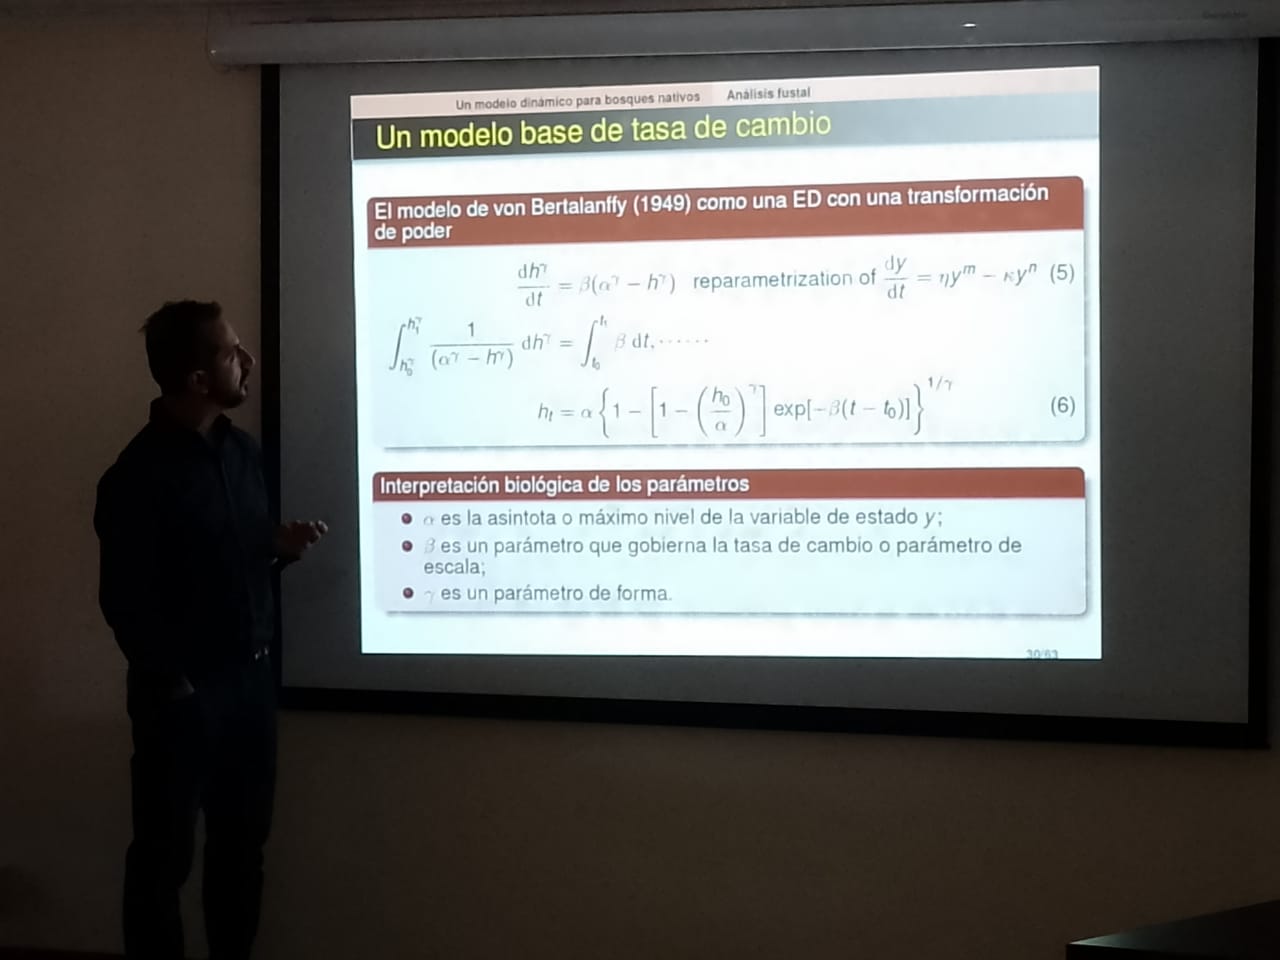 Un modelo dinámico para bosques nativos Análisis fustal
Un modelo base de tasa de cambio
El modelo de von Bertalanffy (1949) como una ED con una transformación
de poder
dh^γ/dt = β(α^γ − h^γ) reparametrization of dy/dt = ηy^m − κy^n (5)
∫_{h_0^γ}^{h_1^γ} 1/(α^γ − h^γ) dh^γ = ∫_{t_0}^{t_1} β dt,······
h_t = α {1 − [1 − (h_0/α)^γ] exp[−β(t − t_0)]}^{1/γ} (6)
Interpretación biológica de los parámetros
α es la asintota o máximo nivel de la variable de estado y;
β es un parámetro que gobierna la tasa de cambio o parámetro de
escala;
γ es un parámetro de forma.
30/63